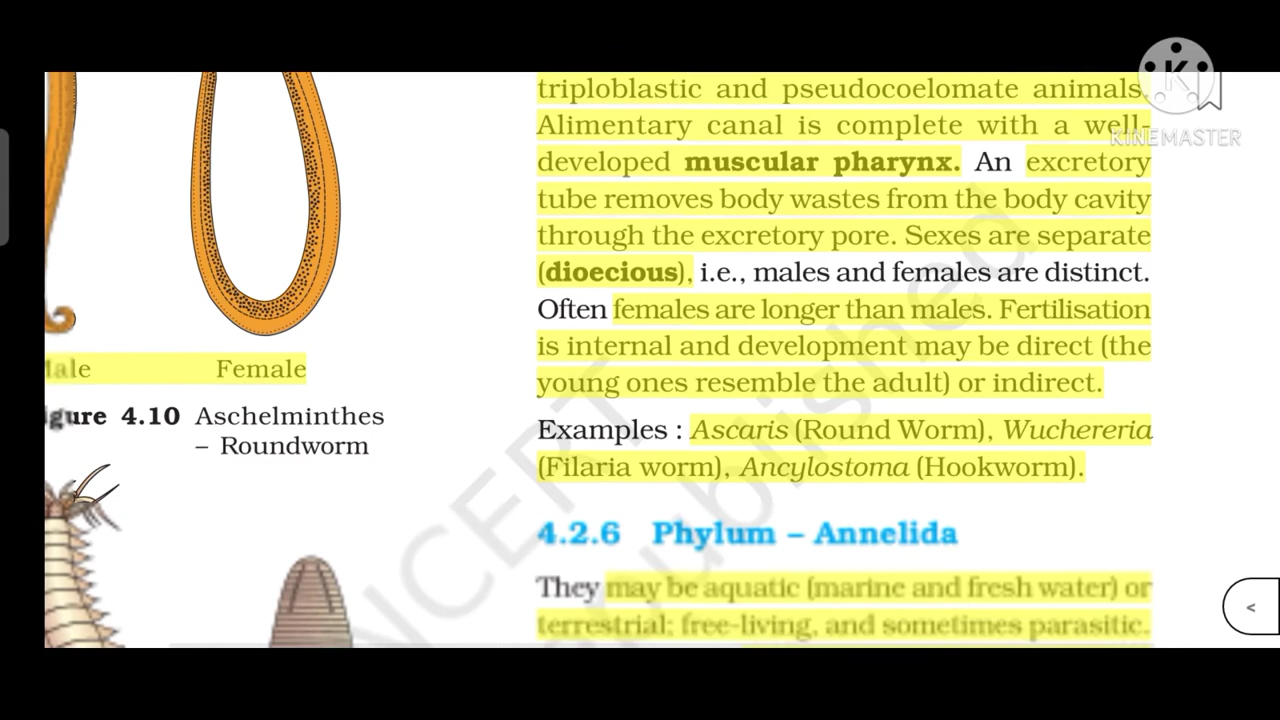 triploblastic and pseudocoelomate animals.
Alimentary canal is complete with a well-
developed muscular pharynx. An excretory
tube removes body wastes from the body cavity
through the excretory pore. Sexes are separate
(dioecious), i.e., males and females are distinct.
Often females are longer than males. Fertilisation
is internal and development may be direct (the
young ones resemble the adult) or indirect.
Examples : Ascaris (Round Worm), Wuchereria
(Filaria worm), Ancylostoma (Hookworm).
4.2.6 Phylum – Annelida
They may be aquatic (marine and fresh water) or
terrestrial; free-living, and sometimes parasitic.
Female
4.10 Aschelminthes
– Roundworm
NCERT
K
KINEMASTER
<